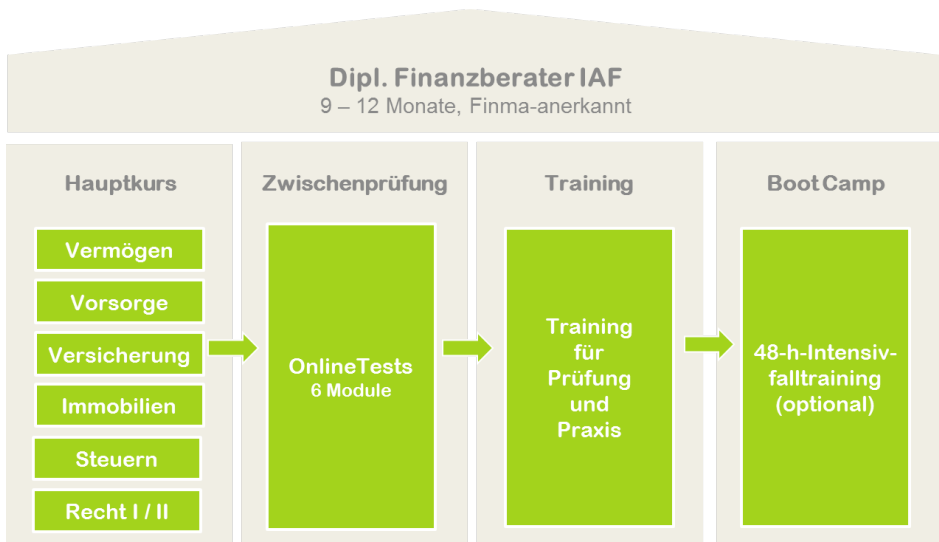 Dipl. Finanzberater IAF
9 – 12 Monate, Finma-anerkannt
Hauptkurs
Vermögen
Vorsorge
Versicherung
Immobilien
Steuern
Recht I / II
Zwischenprüfung
OnlineTests
6 Module
Training
Training
für
Prüfung
und
Praxis
Boot Camp
48-h-Intensiv-
falltraining
(optional)